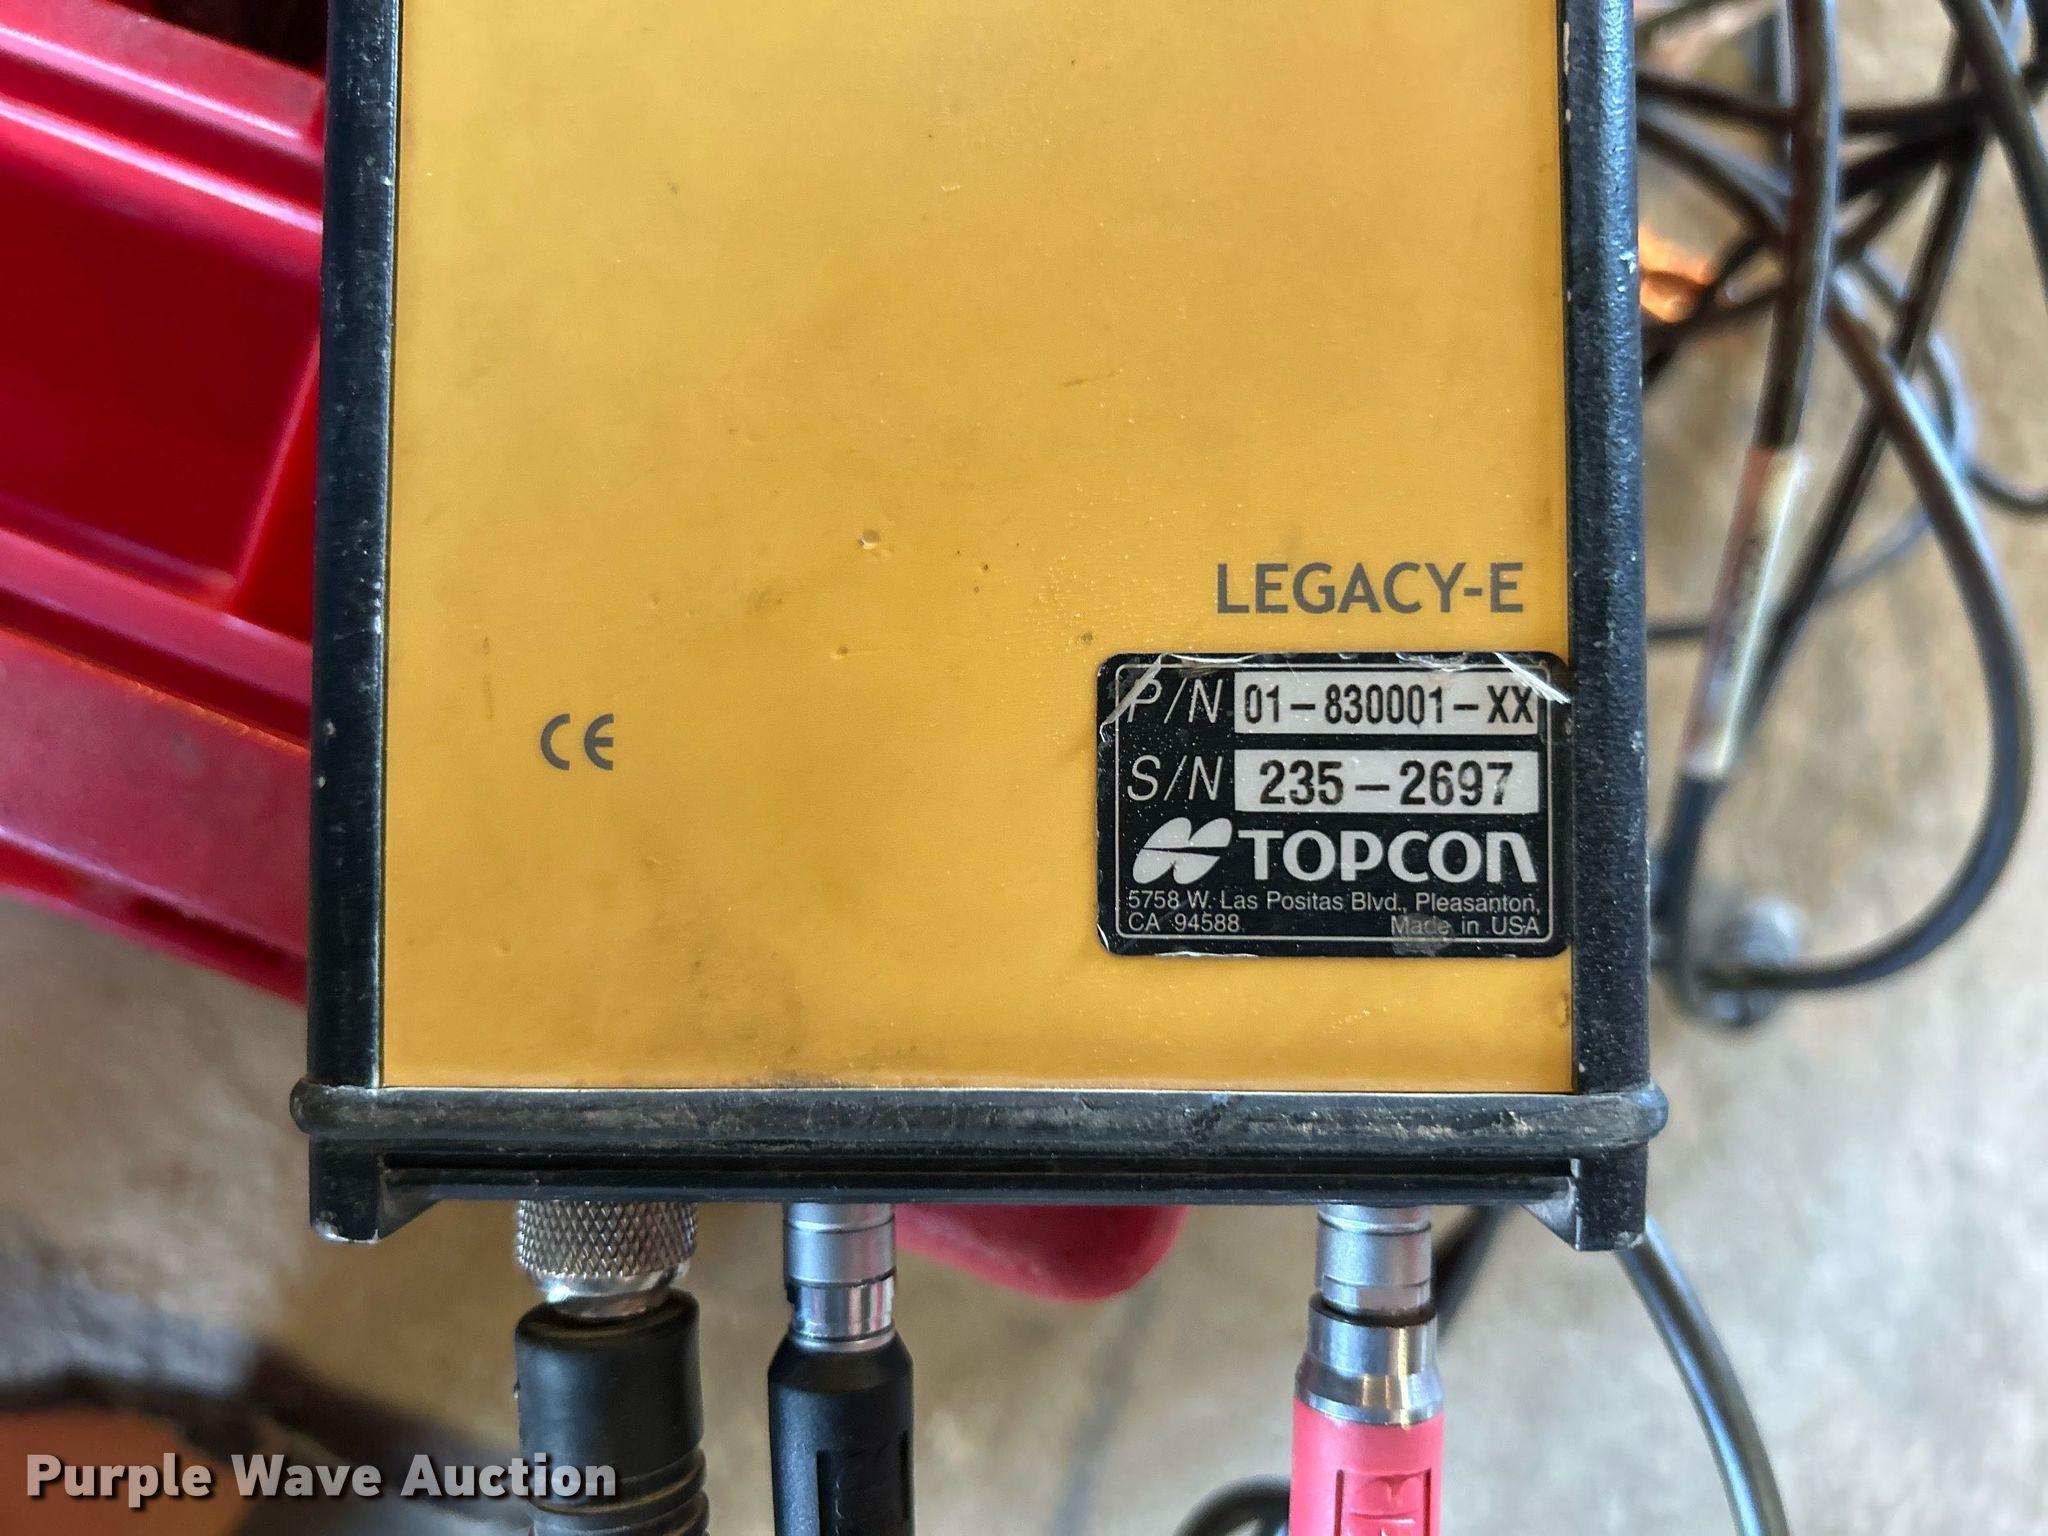 LEGACY-E
CE
P/N 01-830001-XX
S/N 235-2697
TOPCON
5758 W. Las Positas Blvd., Pleasanton,
CA 94588 Made in USA
Purple Wave Auction